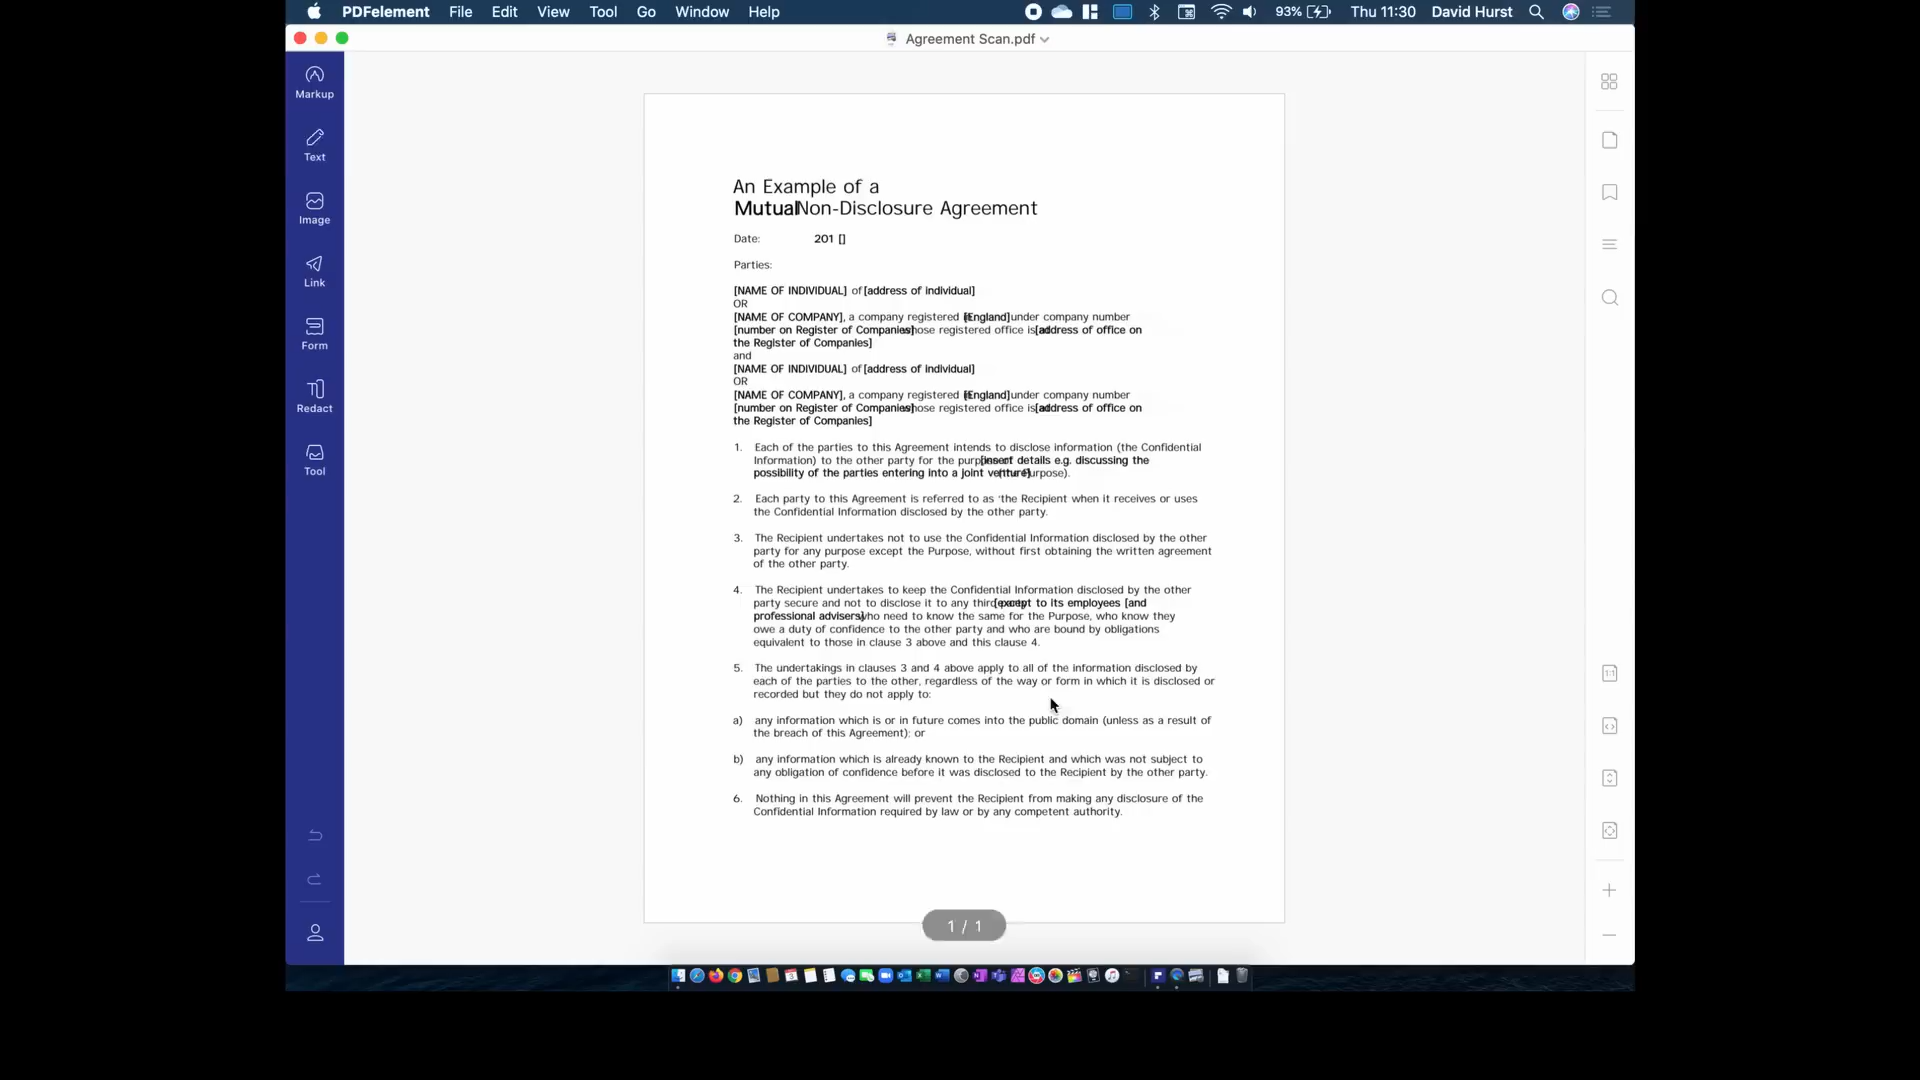 PDFelement File Edit View Tool Go Window Help 93% Thu 11:30 David Hurst
Agreement Scan.pdf
Markup
Text
Image
Link
Form
Redact
Tool
An Example of a
Mutual Non-Disclosure Agreement
Date: 201 []
Parties:
[NAME OF INDIVIDUAL] of [address of individual]
OR
[NAME OF COMPANY], a company registered [England] under company number
[number on Register of Companies] whose registered office is [address of office on
the Register of Companies]
and
[NAME OF INDIVIDUAL] of [address of individual]
OR
[NAME OF COMPANY], a company registered [England] under company number
[number on Register of Companies] whose registered office is [address of office on
the Register of Companies]
1. Each of the parties to this Agreement intends to disclose information (the Confidential
Information) to the other party for the purpose of [insert details e.g. discussing the
possibility of the parties entering into a joint venture] (the Purpose).
2. Each party to this Agreement is referred to as 'the Recipient when it receives or uses
the Confidential Information disclosed by the other party.
3. The Recipient undertakes not to use the Confidential Information disclosed by the other
party for any purpose except the Purpose, without first obtaining the written agreement
of the other party.
4. The Recipient undertakes to keep the Confidential Information disclosed by the other
party secure and not to disclose it to any third party [except to its employees [and
professional advisers] who need to know the same for the Purpose, who know they
owe a duty of confidence to the other party and who are bound by obligations
equivalent to those in clause 3 above and this clause 4.
5. The undertakings in clauses 3 and 4 above apply to all of the information disclosed by
each of the parties to the other, regardless of the way or form in which it is disclosed or
recorded but they do not apply to:
a) any information which is or in future comes into the public domain (unless as a result of
the breach of this Agreement): or
b) any information which is already known to the Recipient and which was not subject to
any obligation of confidence before it was disclosed to the Recipient by the other party.
6. Nothing in this Agreement will prevent the Recipient from making any disclosure of the
Confidential Information required by law or by any competent authority.
1 / 1